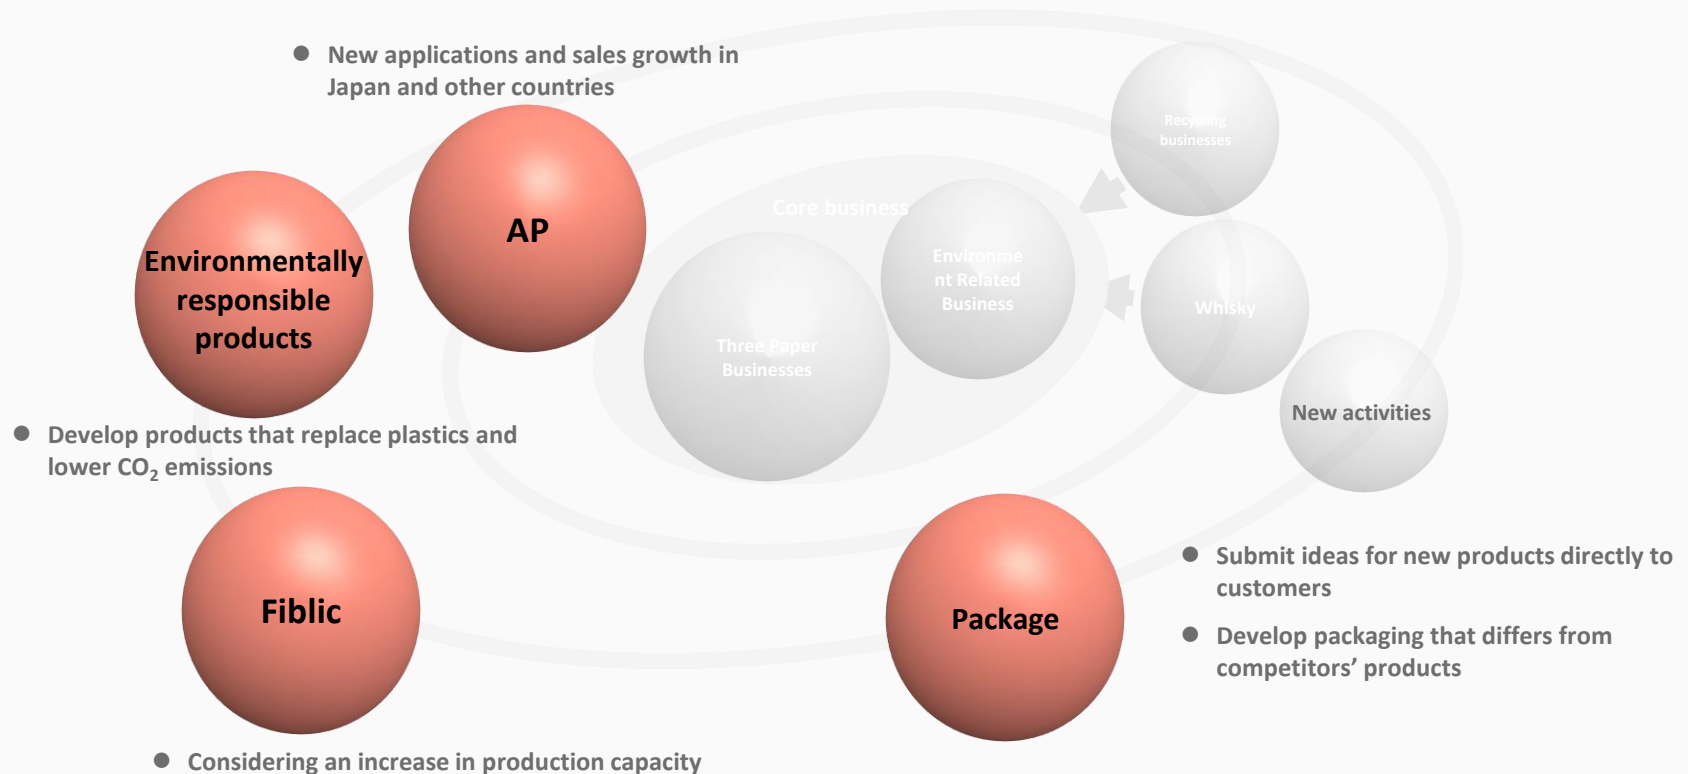 ● New applications and sales growth in
Japan and other countries
Recycling
businesses
AP
Core business
Environmentally
responsible
products
Environme
nt Related
Business
Whisky
Three Paper
Businesses
New activities
● Develop products that replace plastics and
lower CO₂ emissions
● Submit ideas for new products directly to
customers
Fiblic
Package
● Develop packaging that differs from
competitors’ products
● Considering an increase in production capacity